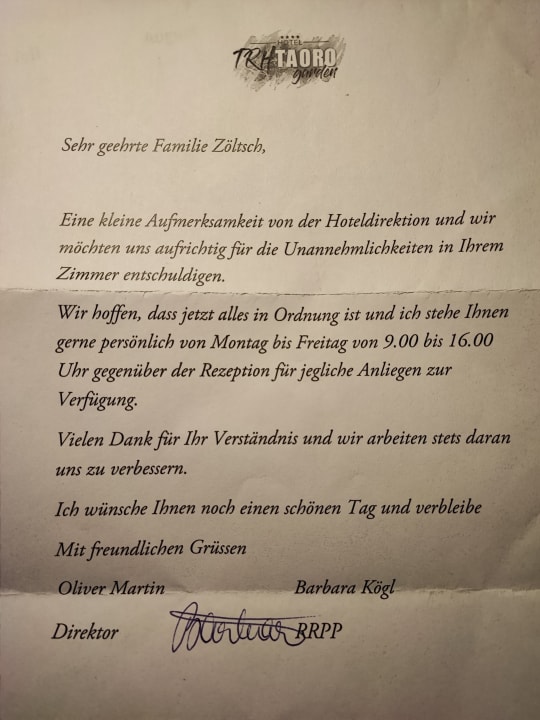 HOTEL
TRH TAORO
garden
Sehr geehrte Familie Zöltsch,
Eine kleine Aufmerksamkeit von der Hoteldirektion und wir
möchten uns aufrichtig für die Unannehmlichkeiten in Ihrem
Zimmer entschuldigen.
Wir hoffen, dass jetzt alles in Ordnung ist und ich stehe Ihnen
gerne persönlich von Montag bis Freitag von 9.00 bis 16.00
Uhr gegenüber der Rezeption für jegliche Anliegen zur
Verfügung.
Vielen Dank für Ihr Verständnis und wir arbeiten stets daran
uns zu verbessern.
Ich wünsche Ihnen noch einen schönen Tag und verbleibe
Mit freundlichen Grüssen
Oliver Martin Barbara Kögl
Direktor RRPP